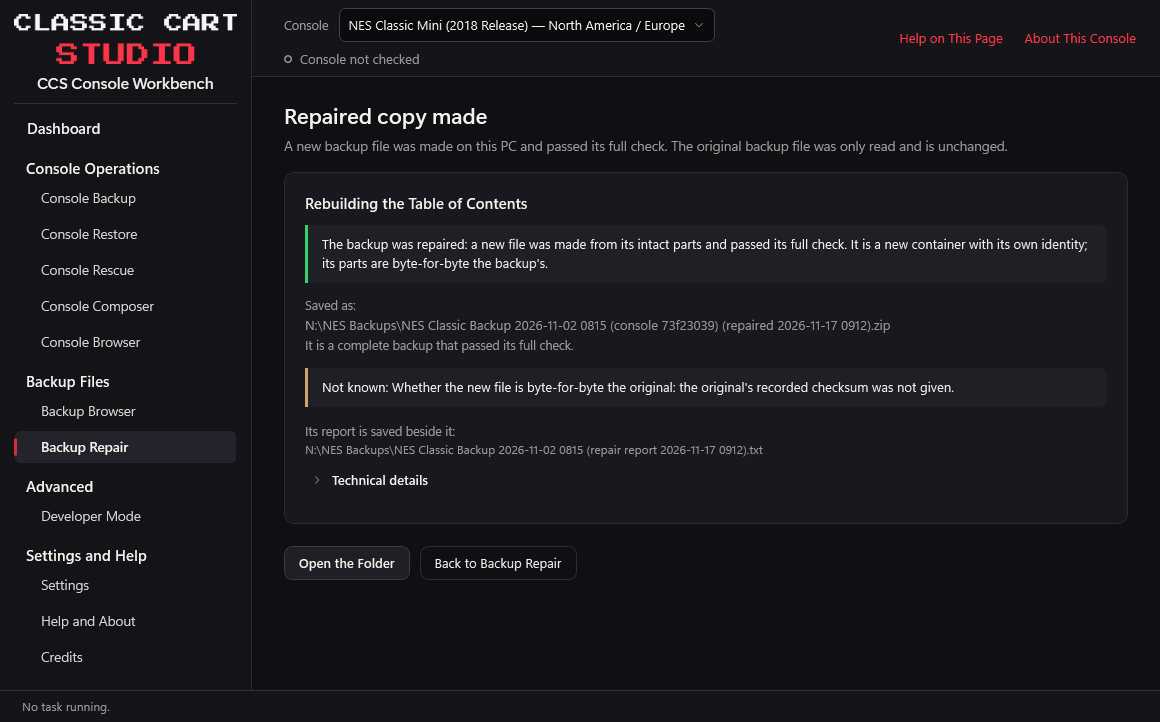 CLASSIC CART
STUDIO
CCS Console Workbench
Dashboard
Console Operations
Console Backup
Console Restore
Console Rescue
Console Composer
Console Browser
Backup Files
Backup Browser
Backup Repair
Advanced
Developer Mode
Settings and Help
Settings
Help and About
Credits
Console
NES Classic Mini (2018 Release) — North America / Europe
Console not checked
Help on This Page
About This Console
Repaired copy made
A new backup file was made on this PC and passed its full check. The original backup file was only read and is unchanged.
Rebuilding the Table of Contents
The backup was repaired: a new file was made from its intact parts and passed its full check. It is a new container with its own identity;
its parts are byte-for-byte the backup's.
Saved as:
N:\NES Backups\NES Classic Backup 2026-11-02 0815 (console 73f23039) (repaired 2026-11-17 0912).zip
It is a complete backup that passed its full check.
Not known: Whether the new file is byte-for-byte the original: the original's recorded checksum was not given.
Its report is saved beside it:
N:\NES Backups\NES Classic Backup 2026-11-02 0815 (repair report 2026-11-17 0912).txt
Technical details
Open the Folder
Back to Backup Repair
No task running.